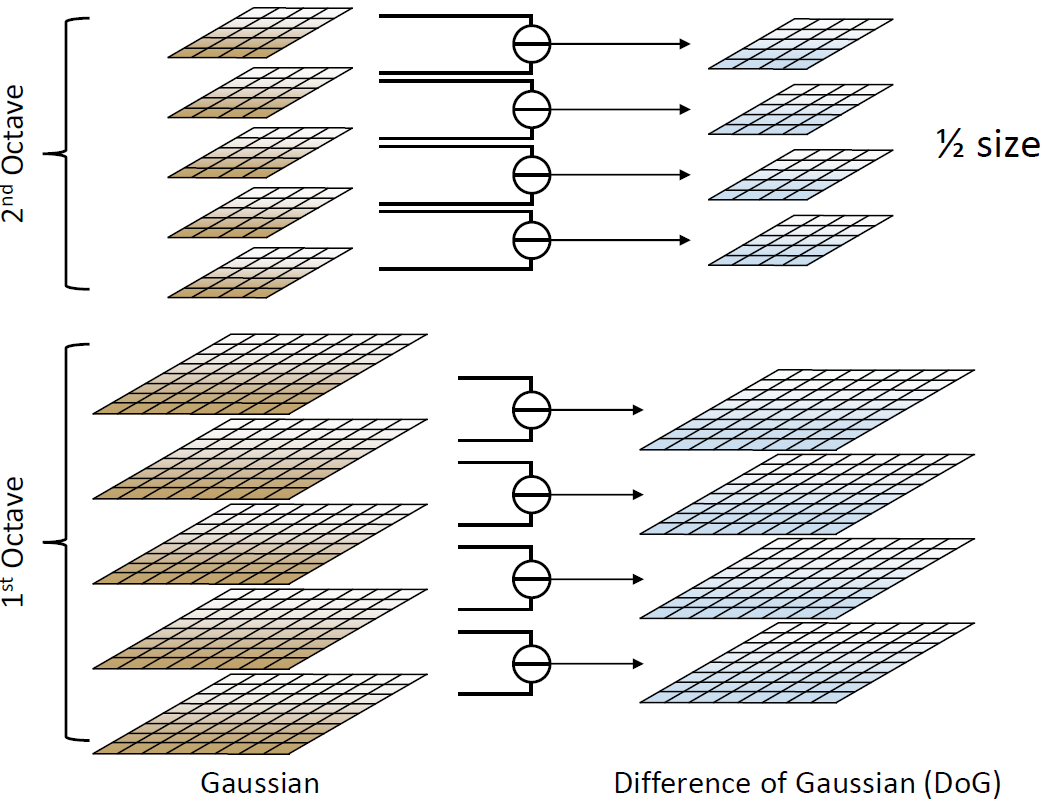 2nd Octave
½ size
1st Octave
Gaussian
Difference of Gaussian (DoG)